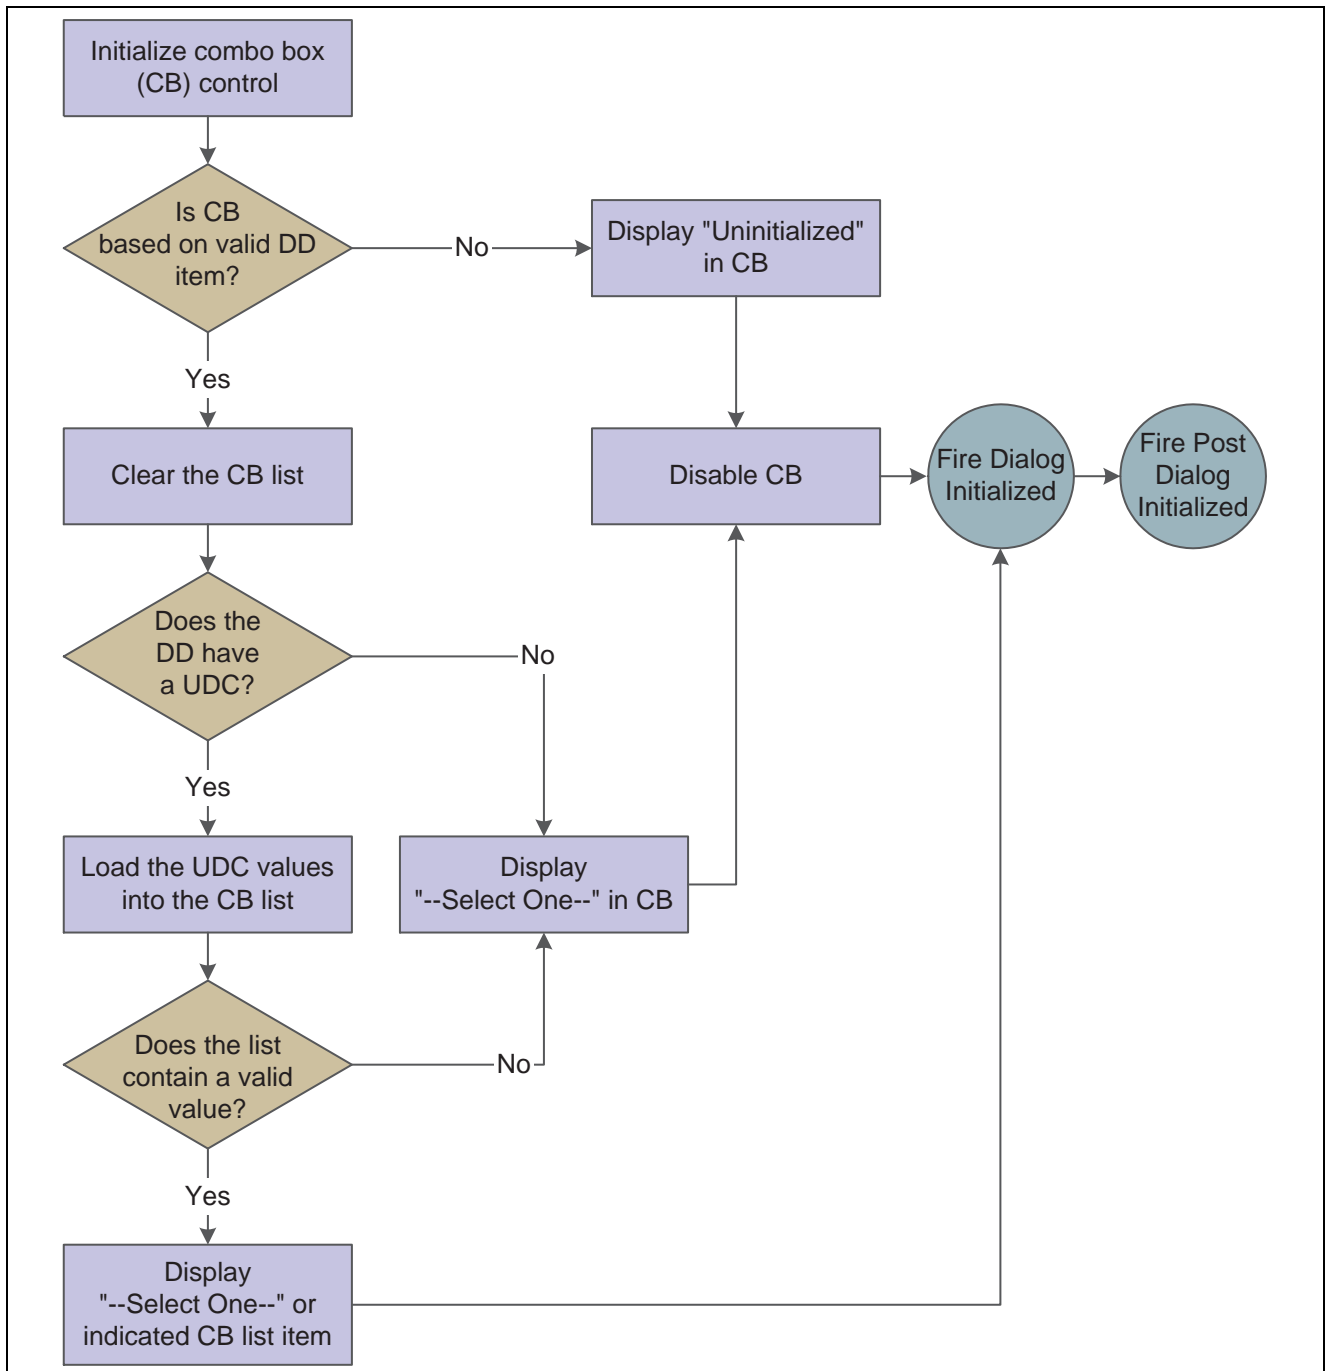 Initialize combo box
(CB) control
Is CB
based on valid DD
item?
No
Display "Uninitialized"
in CB
Yes
Clear the CB list
Disable CB
Fire Dialog
Initialized
Fire Post
Dialog
Initialized
Does the
DD have
a UDC?
No
Yes
Load the UDC values
into the CB list
Display
"--Select One--" in CB
Does the list
contain a valid
value?
No
Yes
Display
"--Select One--" or
indicated CB list item